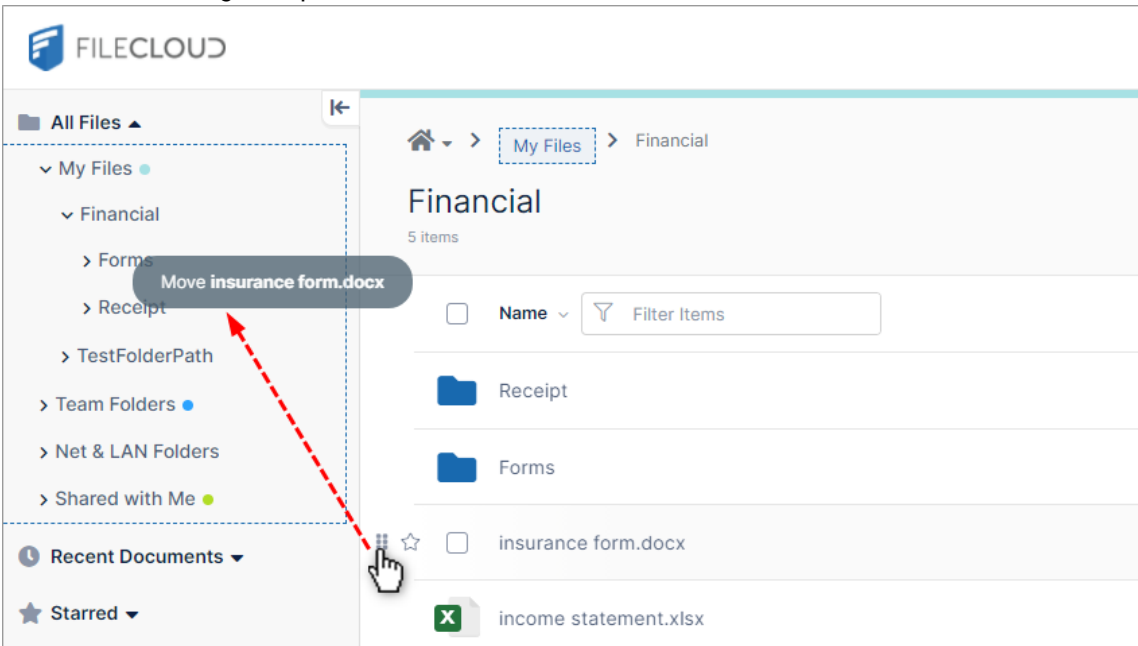 FILECLOUD
All Files
My Files
Financial
Forms
Receipt
TestFolderPath
Team Folders
Net & LAN Folders
Shared with Me
Recent Documents
Starred
Move insurance form.docx
My Files > Financial
Financial
5 items
Name
Filter Items
Receipt
Forms
insurance form.docx
income statement.xlsx